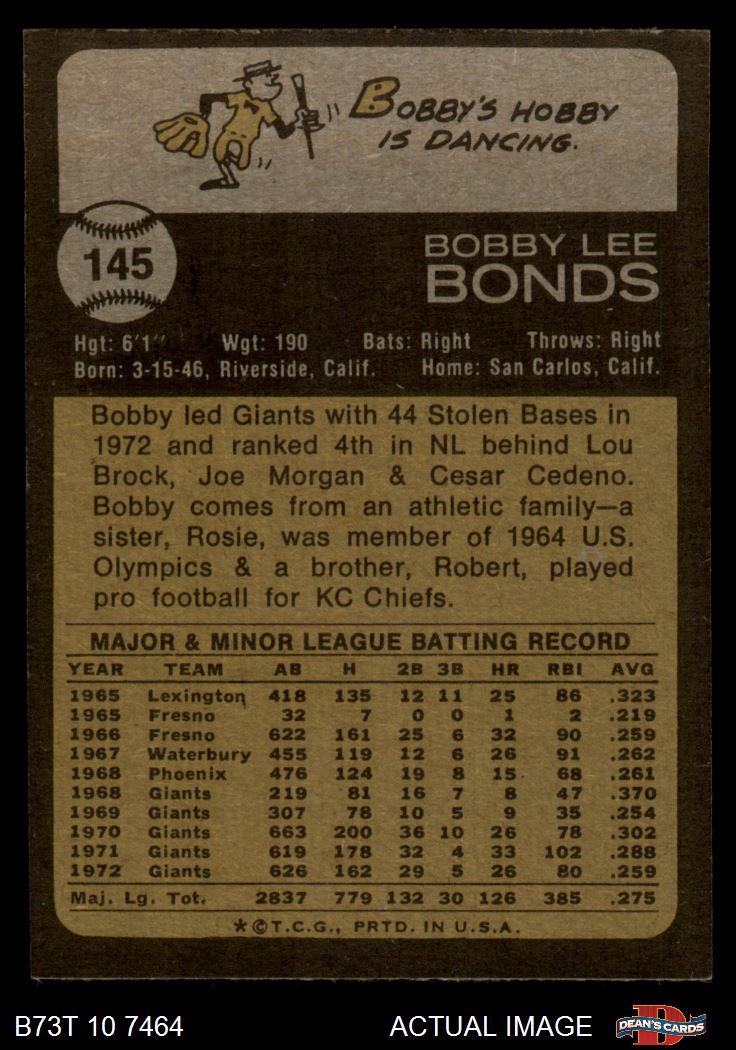 BOBBY'S HOBBY
IS DANCING.
145
BOBBY LEE
BONDS
Hgt: 6'1" Wgt: 190 Bats: Right Throws: Right
Born: 3-15-46, Riverside, Calif. Home: San Carlos, Calif.
Bobby led Giants with 44 Stolen Bases in
1972 and ranked 4th in NL behind Lou
Brock, Joe Morgan & Cesar Cedeno.
Bobby comes from an athletic family—a
sister, Rosie, was member of 1964 U.S.
Olympics & a brother, Robert, played
pro football for KC Chiefs.
MAJOR & MINOR LEAGUE BATTING RECORD
YEAR TEAM AB H 2B 3B HR RBI AVG
1965 Lexington 418 135 12 11 25 86 .323
1965 Fresno 32 7 0 0 1 2 .219
1966 Fresno 622 161 25 6 32 90 .259
1967 Waterbury 455 119 12 6 26 91 .262
1968 Phoenix 476 124 19 8 15 68 .261
1968 Giants 219 81 16 7 8 47 .370
1969 Giants 307 78 10 5 9 35 .254
1970 Giants 663 200 36 10 26 78 .302
1971 Giants 619 178 32 4 33 102 .288
1972 Giants 626 162 29 5 26 80 .259
Maj. Lg. Tot. 2837 779 132 30 126 385 .275
*©T.C.G., PRTD. IN U.S.A.
B73T 10 7464 ACTUAL IMAGE D DEAN'S CARDS